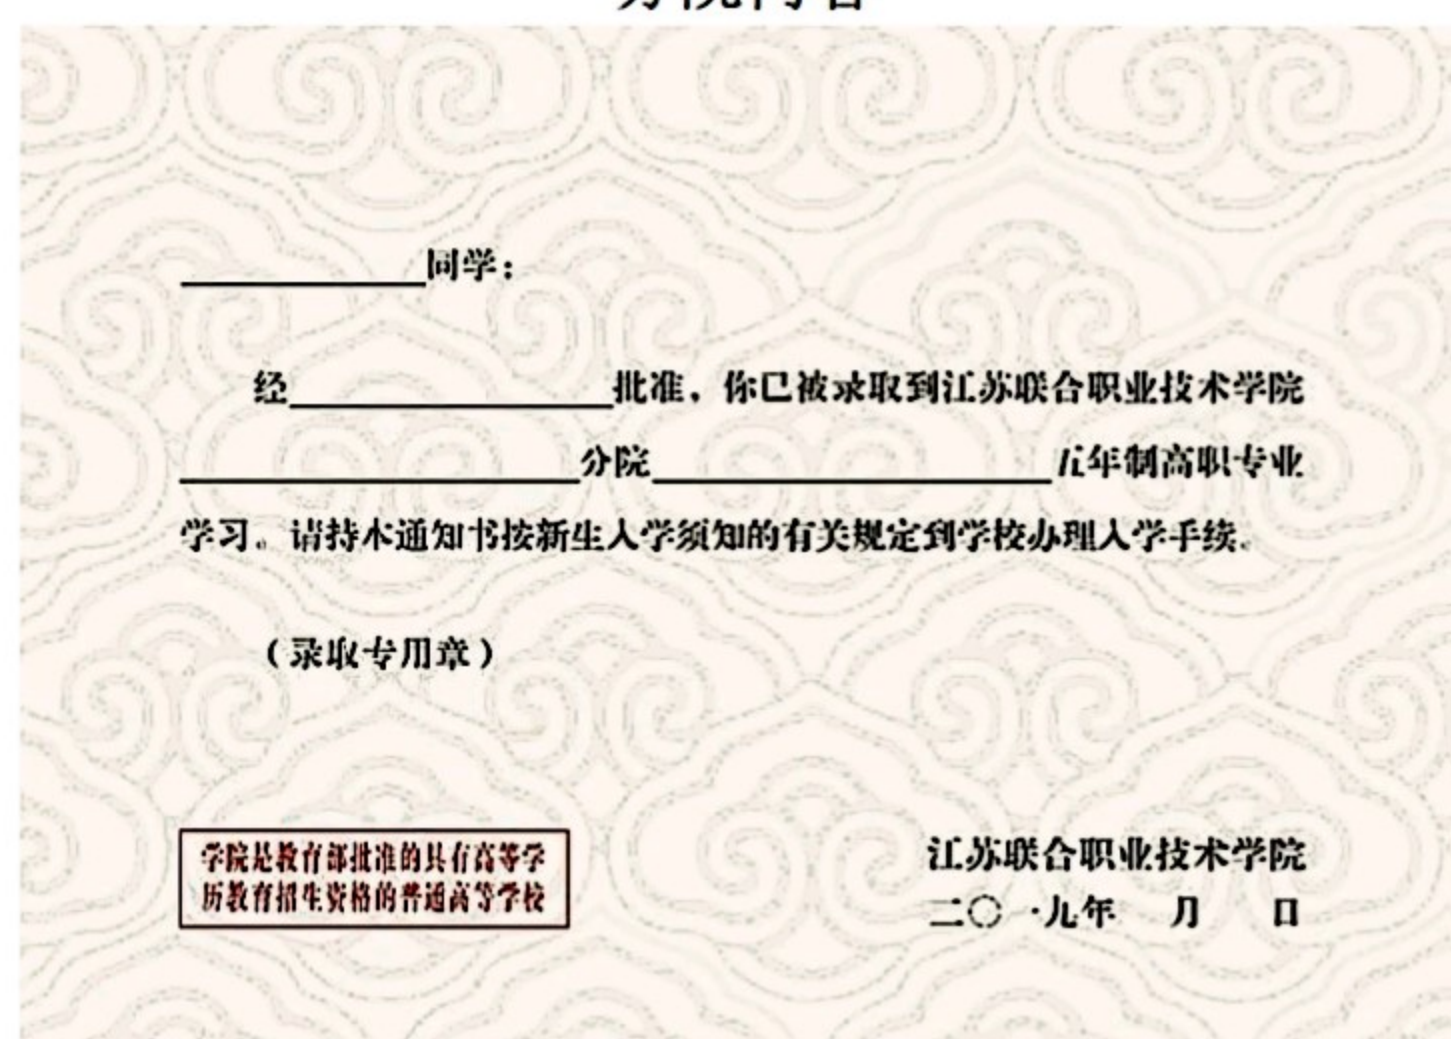 同学：
经 批准，你已被录取到江苏联合职业技术学院
分院 五年制高职专业
学习。请持本通知书按新生入学须知的有关规定到学校办理入学手续。
（录取专用章）
学院是教育部批准的具有高等学
历教育招生资格的普通高等学校
江苏联合职业技术学院
二〇一九年 月 日